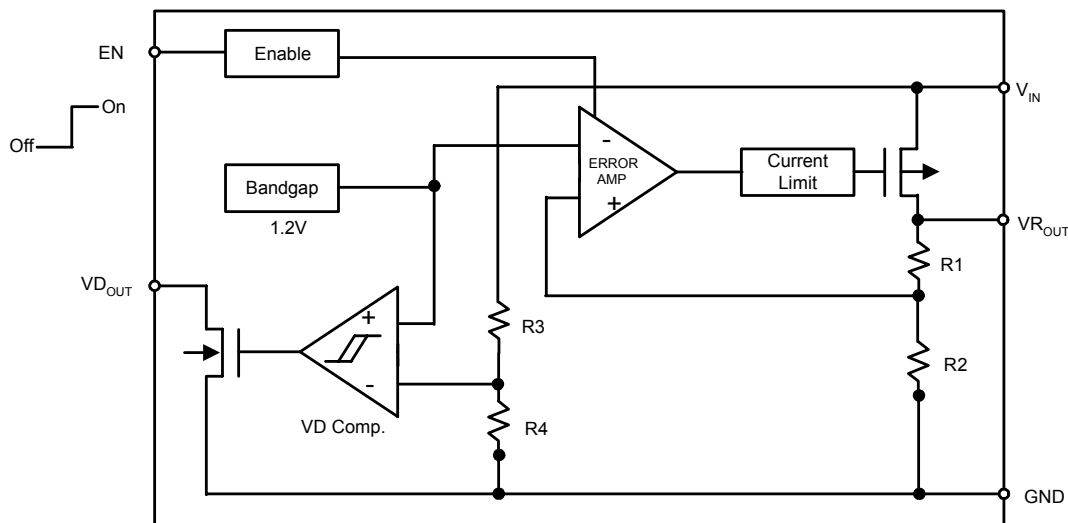 EN
Enable
On
Off
V_IN
-
ERROR
AMP
+
Current
Limit
Bandgap
1.2V
VR_OUT
R1
VD_OUT
+
R3
R2
-
R4
VD Comp.
GND